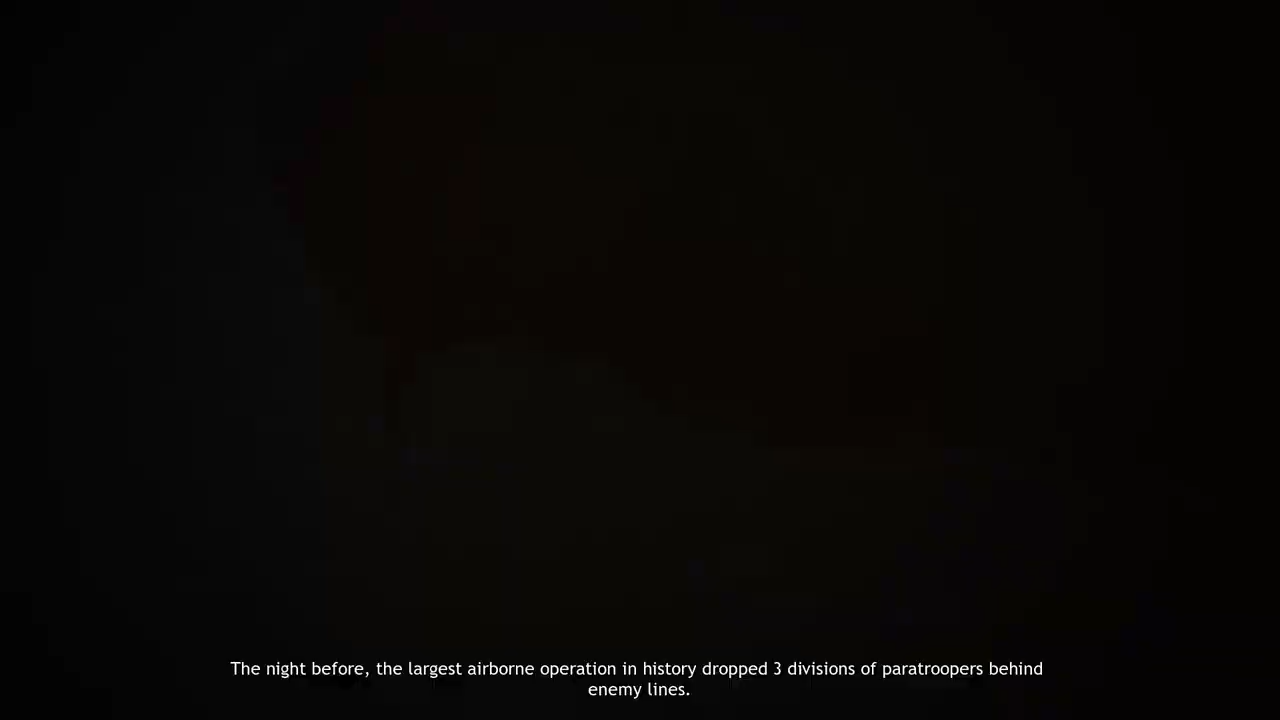 The night before, the largest airborne operation in history dropped 3 divisions of paratroopers behind
enemy lines.